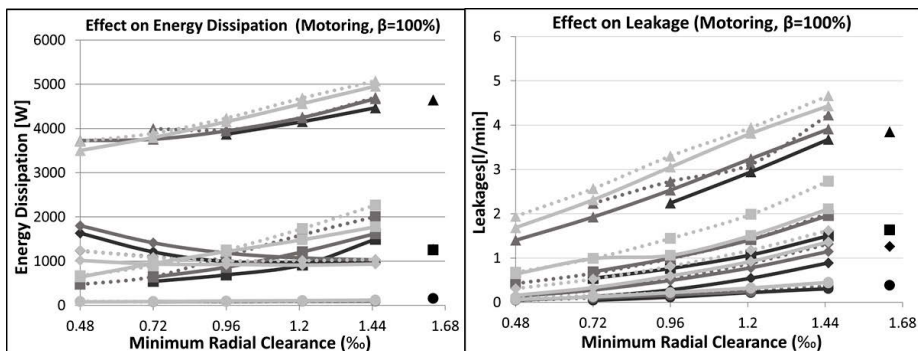 Effect on Energy Dissipation (Motoring, β=100%)
Energy Dissipation [W]
6000
5000
4000
3000
2000
1000
0
0.48 0.72 0.96 1.2 1.44 1.68
Minimum Radial Clearance (‰)
Effect on Leakage (Motoring, β=100%)
Leakages[l/min]
6
5
4
3
2
1
0
0.48 0.72 0.96 1.2 1.44 1.68
Minimum Radial Clearance (‰)